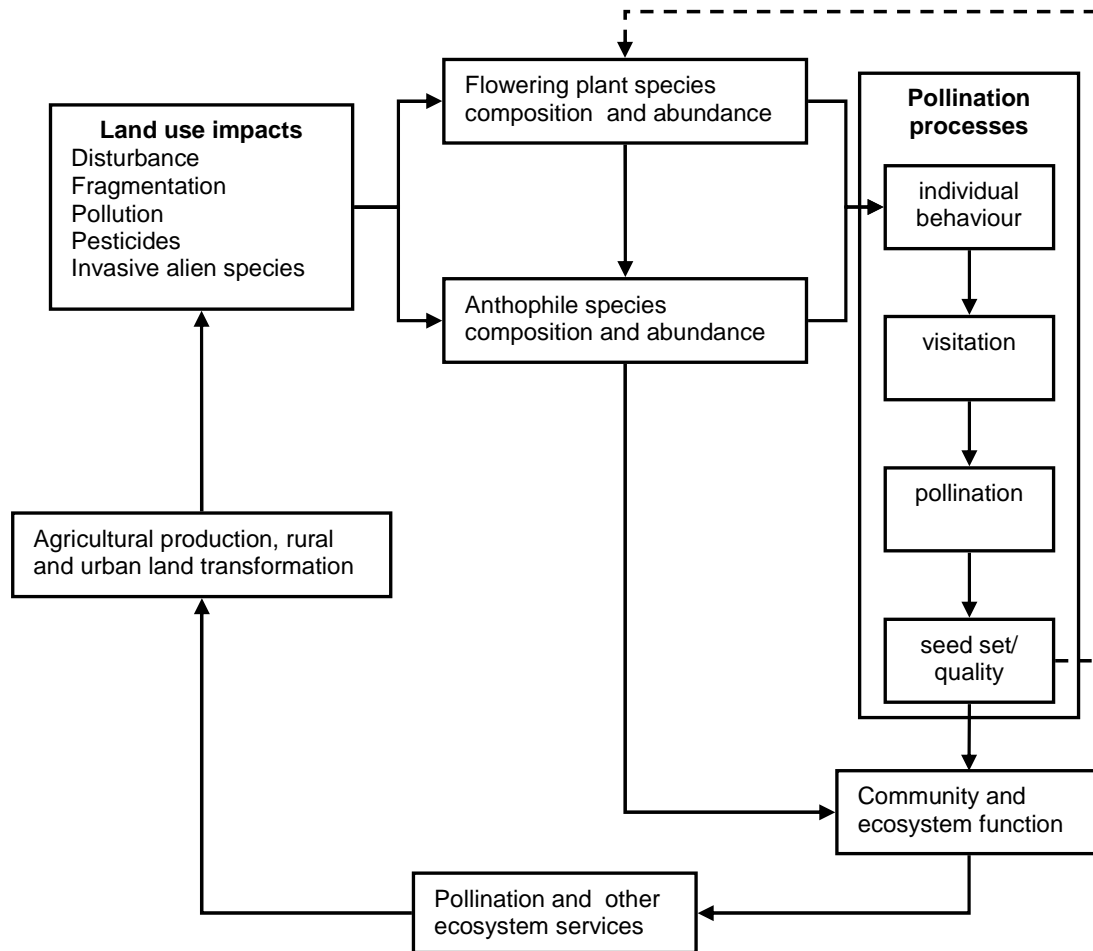 Flowering plant species
composition and abundance
Land use impacts
Disturbance
Fragmentation
Pollution
Pesticides
Invasive alien species
Anthophile species
composition and abundance
Pollination
processes
individual
behaviour
visitation
pollination
seed set/
quality
Agricultural production, rural
and urban land transformation
Community and
ecosystem function
Pollination and other
ecosystem services